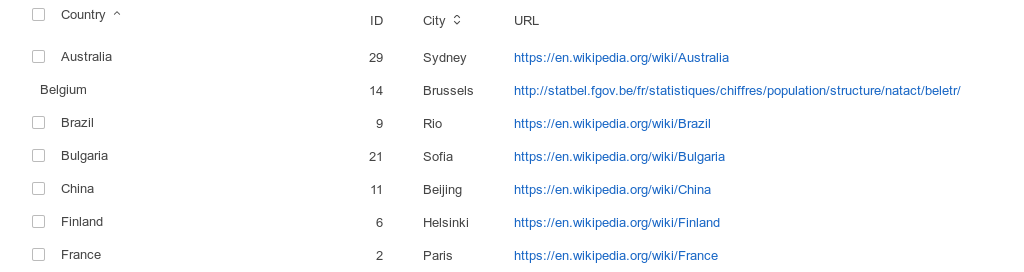 Country ID City URL
Australia 29 Sydney https://en.wikipedia.org/wiki/Australia
Belgium 14 Brussels http://statbel.fgov.be/fr/statistiques/chiffres/population/structure/natact/beletr/
Brazil 9 Rio https://en.wikipedia.org/wiki/Brazil
Bulgaria 21 Sofia https://en.wikipedia.org/wiki/Bulgaria
China 11 Beijing https://en.wikipedia.org/wiki/China
Finland 6 Helsinki https://en.wikipedia.org/wiki/Finland
France 2 Paris https://en.wikipedia.org/wiki/France